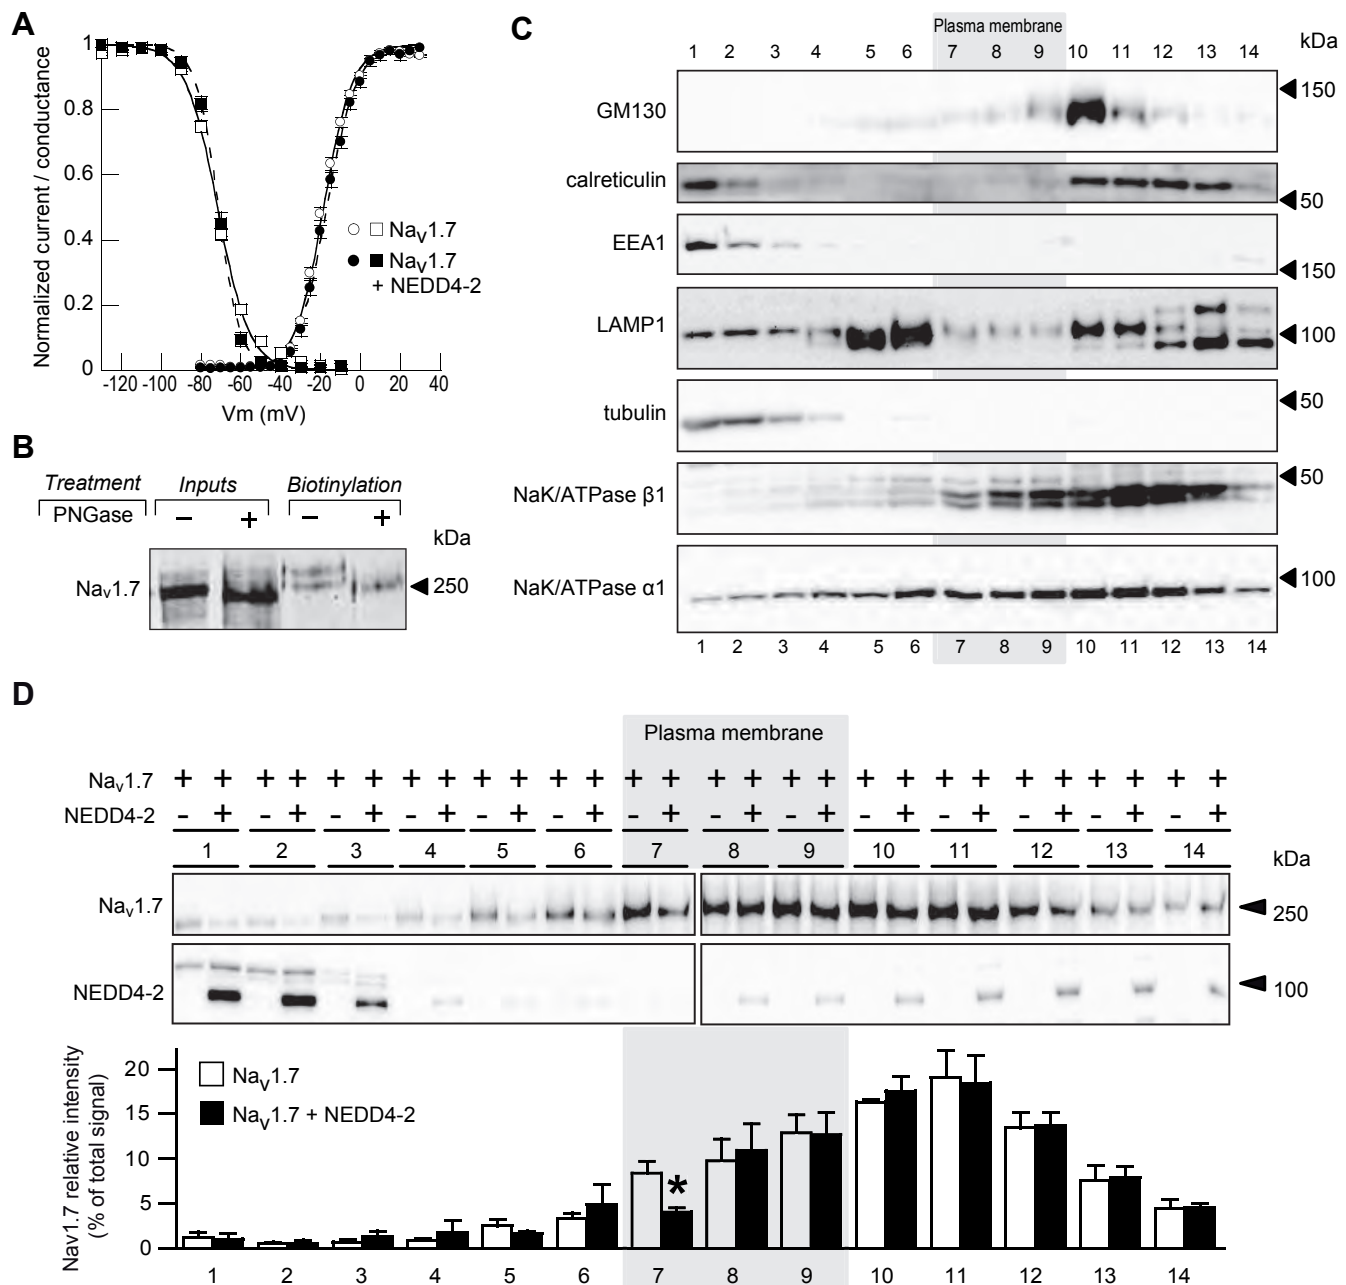 A
Normalized current / conductance
1
0.8
0.6
0.4
0.2
0
-120 -100 -80 -60 -40 -20 0 20 40
Vm (mV)
Nav1.7
Nav1.7
+ NEDD4-2
B
Treatment Inputs Biotinylation
PNGase − + − +
kDa
Nav1.7
250
C
Plasma membrane
1 2 3 4 5 6 7 8 9 10 11 12 13 14
kDa
GM130
150
calreticulin
50
EEA1
150
LAMP1
100
tubulin
50
NaK/ATPase β1
50
NaK/ATPase α1
100
1 2 3 4 5 6 7 8 9 10 11 12 13 14
D
Plasma membrane
Nav1.7 + + + + + + + + + + + + + + + + + + + + + + + + + + + +
NEDD4-2 - + - + - + - + - + - + - + - + - + - + - + - + - + - +
1 2 3 4 5 6 7 8 9 10 11 12 13 14
kDa
Nav1.7
250
NEDD4-2
100
Nav1.7 relative intensity
(% of total signal)
20
15
10
5
0
Nav1.7
Nav1.7 + NEDD4-2
*
1 2 3 4 5 6 7 8 9 10 11 12 13 14